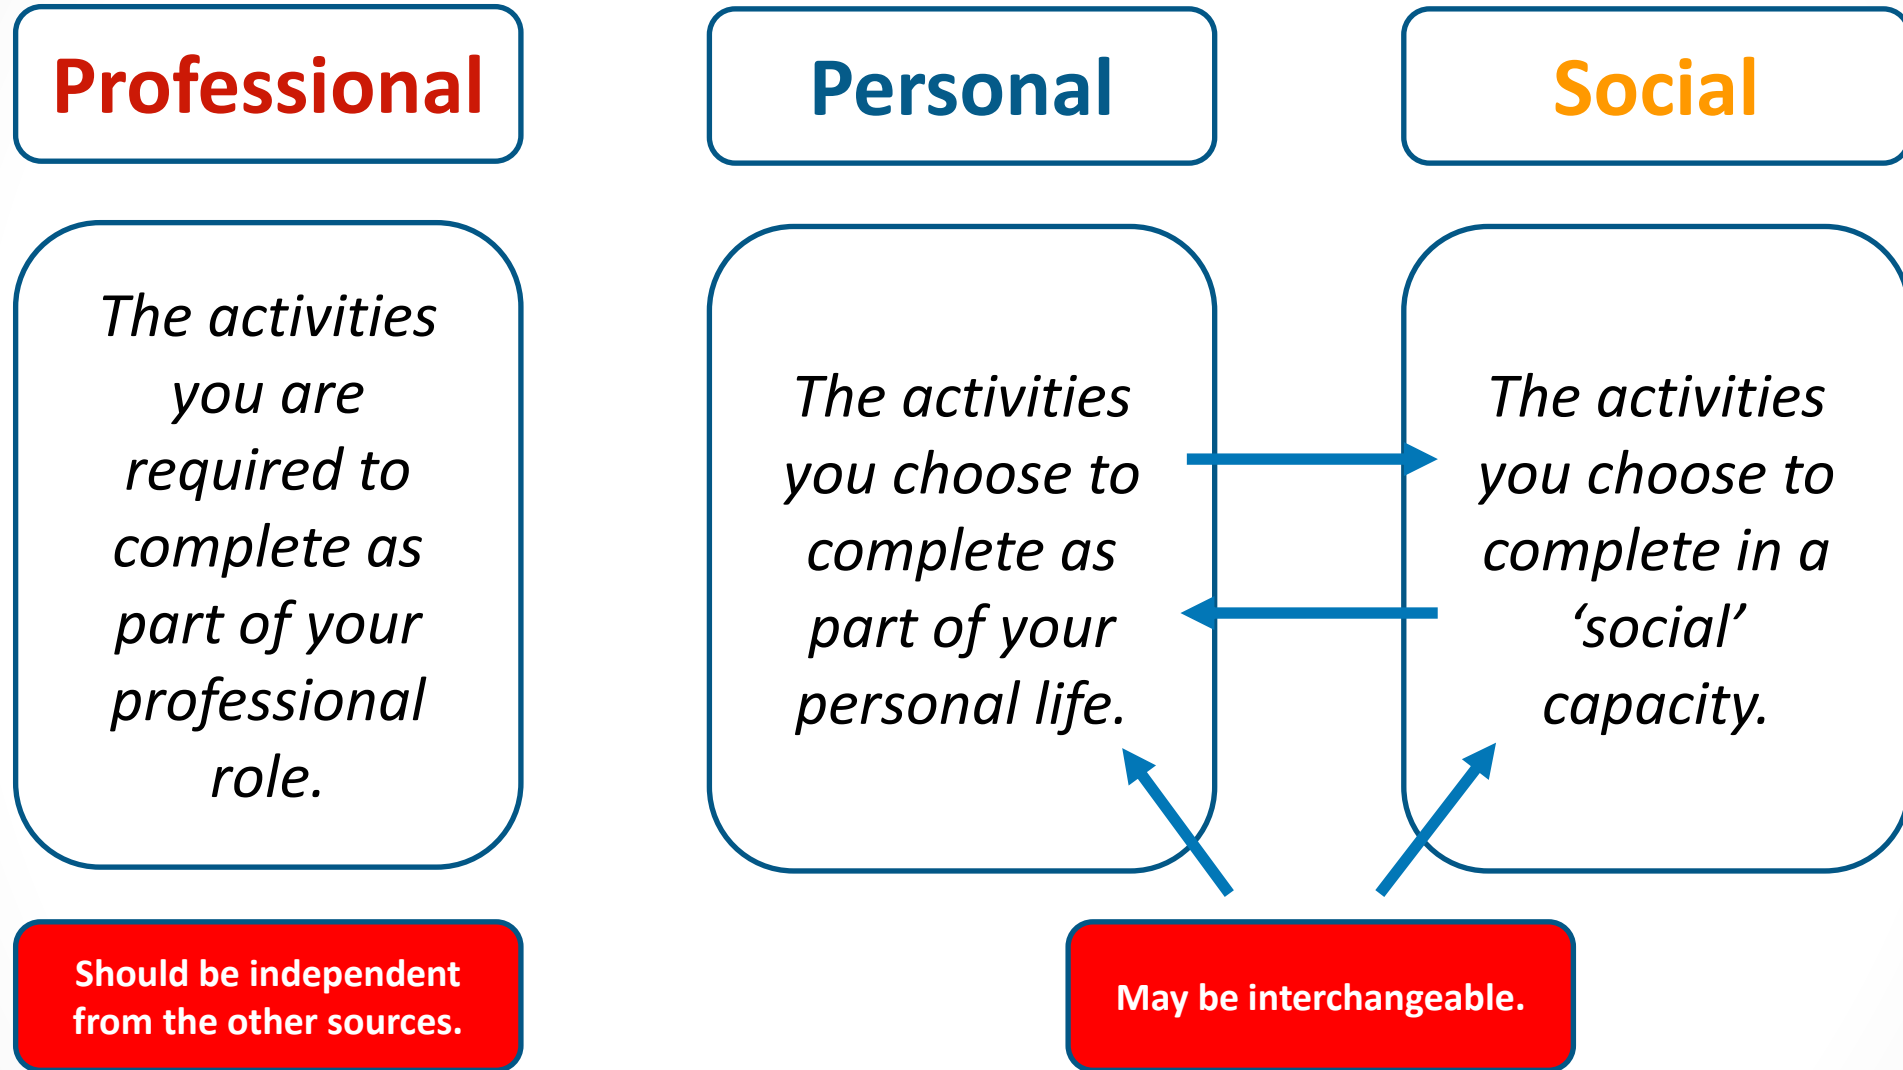 Professional
Personal
Social
The activities
you are
required to
complete as
part of your
professional
role.
The activities
you choose to
complete as
part of your
personal life.
The activities
you choose to
complete in a
‘social’
capacity.
Should be independent
from the other sources.
May be interchangeable.